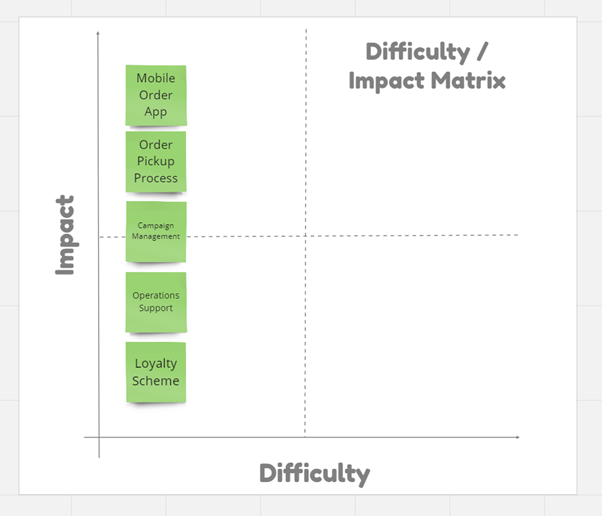 Difficulty /
Impact Matrix
Mobile
Order
App
Order
Pickup
Process
Campaign
Management
Operations
Support
Loyalty
Scheme
Impact
Difficulty